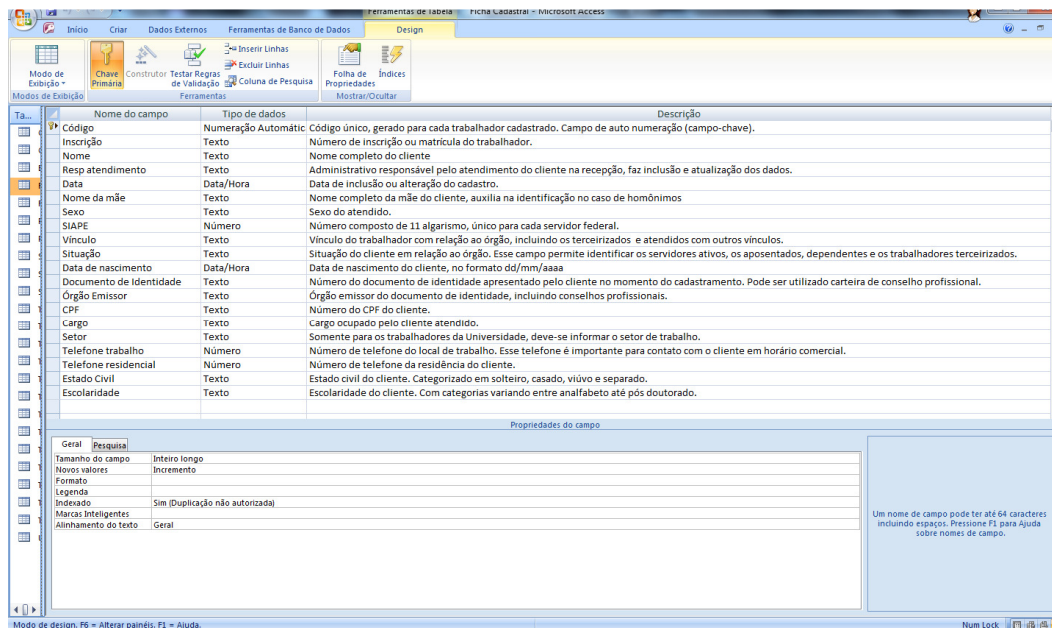 Ferramentas de Tabela Ficha Cadastral - Microsoft Access
Início Criar Dados Externos Ferramentas de Banco de Dados Design
Modo de Exibição
Chave Primária
Construtor
Testar Regras de Validação
Inserir Linhas
Excluir Linhas
Coluna de Pesquisa
Folha de Propriedades
Índices
Modos de Exibição Ferramentas Mostrar/Ocultar
Ta... Nome do campo Tipo de dados Descrição
Código Numeração Automátic Código único, gerado para cada trabalhador cadastrado. Campo de auto numeração (campo-chave).
Inscrição Texto Número de inscrição ou matrícula do trabalhador.
Nome Texto Nome completo do cliente
Resp atendimento Texto Administrativo responsável pelo atendimento do cliente na recepção, faz inclusão e atualização dos dados.
Data Data/Hora Data de inclusão ou alteração do cadastro.
Nome da mãe Texto Nome completo da mãe do cliente, auxilia na identificação no caso de homônimos
Sexo Texto Sexo do atendido.
SIAPE Número Número composto de 11 algarismo, único para cada servidor federal.
Vínculo Texto Vínculo do trabalhador com relação ao órgão, incluindo os terceirizados e atendidos com outros vínculos.
Situação Texto Situação do cliente em relação ao órgão. Esse campo permite identificar os servidores ativos, os aposentados, dependentes e os trabalhadores terceirizados.
Data de nascimento Data/Hora Data de nascimento do cliente, no formato dd/mm/aaaa
Documento de Identidade Texto Número do documento de identidade apresentado pelo cliente no momento do cadastramento. Pode ser utilizado carteira de conselho profissional.
Órgão Emissor Texto Órgão emissor do documento de identidade, incluindo conselhos profissionais.
CPF Texto Número do CPF do cliente.
Cargo Texto Cargo ocupado pelo cliente atendido.
Setor Texto Somente para os trabalhadores da Universidade, deve-se informar o setor de trabalho.
Telefone trabalho Número Número de telefone do local de trabalho. Esse telefone é importante para contato com o cliente em horário comercial.
Telefone residencial Número Número de telefone da residência do cliente.
Estado Civil Texto Estado civil do cliente. Categorizado em solteiro, casado, viúvo e separado.
Escolaridade Texto Escolaridade do cliente. Com categorias variando entre analfabeto até pós doutorado.
Propriedades do campo
Geral Pesquisa
Tamanho do campo Inteiro longo
Novos valores Incremento
Formato
Legenda
Indexado Sim (Duplicação não autorizada)
Marcas Inteligentes
Alinhamento do texto Geral
Um nome de campo pode ter até 64 caracteres
incluindo espaços. Pressione F1 para Ajuda
sobre nomes de campo.
Modo de design. F6 = Alterar painéis. F1 = Ajuda. Num Lock